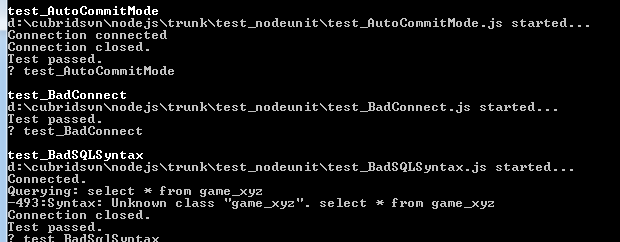 test_AutoCommitMode
d:\cubridsvn\nodejs\trunk\test_nodeunit\test_AutoCommitMode.js started...
Connection connected
Connection closed.
Test passed.
? test_AutoCommitMode
test_BadConnect
d:\cubridsvn\nodejs\trunk\test_nodeunit\test_BadConnect.js started...
Test passed.
? test_BadConnect
test_BadSQLSyntax
d:\cubridsvn\nodejs\trunk\test_nodeunit\test_BadSQLSyntax.js started...
Connected.
Querying: select * from game_xyz
-493:Syntax: Unknown class "game_xyz". select * from game_xyz
Connection closed.
Test passed.
? test_BadSqlSyntax